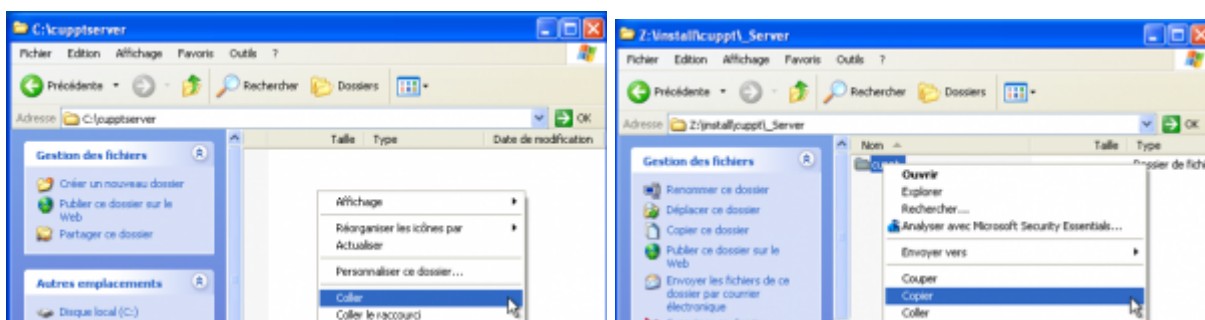 C:\cupptserver
Fichier Edition Affichage Favoris Outils ?
Précédente Rechercher Dossiers
Adresse C:\cupptserver OK
Taille Type Date de modification
Gestion des fichiers
Créer un nouveau dossier
Publier ce dossier sur le
Web
Partager ce dossier
Autres emplacements
Disque local (C:)
Affichage
Réorganiser les icônes par
Actualiser
Personnaliser ce dossier...
Coller
Coller le raccourci
Z:\install\cuppt\_Server
Fichier Edition Affichage Favoris Outils ?
Précédente Rechercher Dossiers
Adresse Z:\install\cuppt\_Server OK
Nom Taille Type
Dossier de fich
Gestion des fichiers
Renommer ce dossier
Déplacer ce dossier
Copier ce dossier
Publier ce dossier sur le
Web
Envoyer les fichiers de ce
dossier par courrier
électronique
Ouvrir
Explorer
Rechercher....
Analyser avec Microsoft Security Essentials...
Envoyer vers
Couper
Copier
Coller